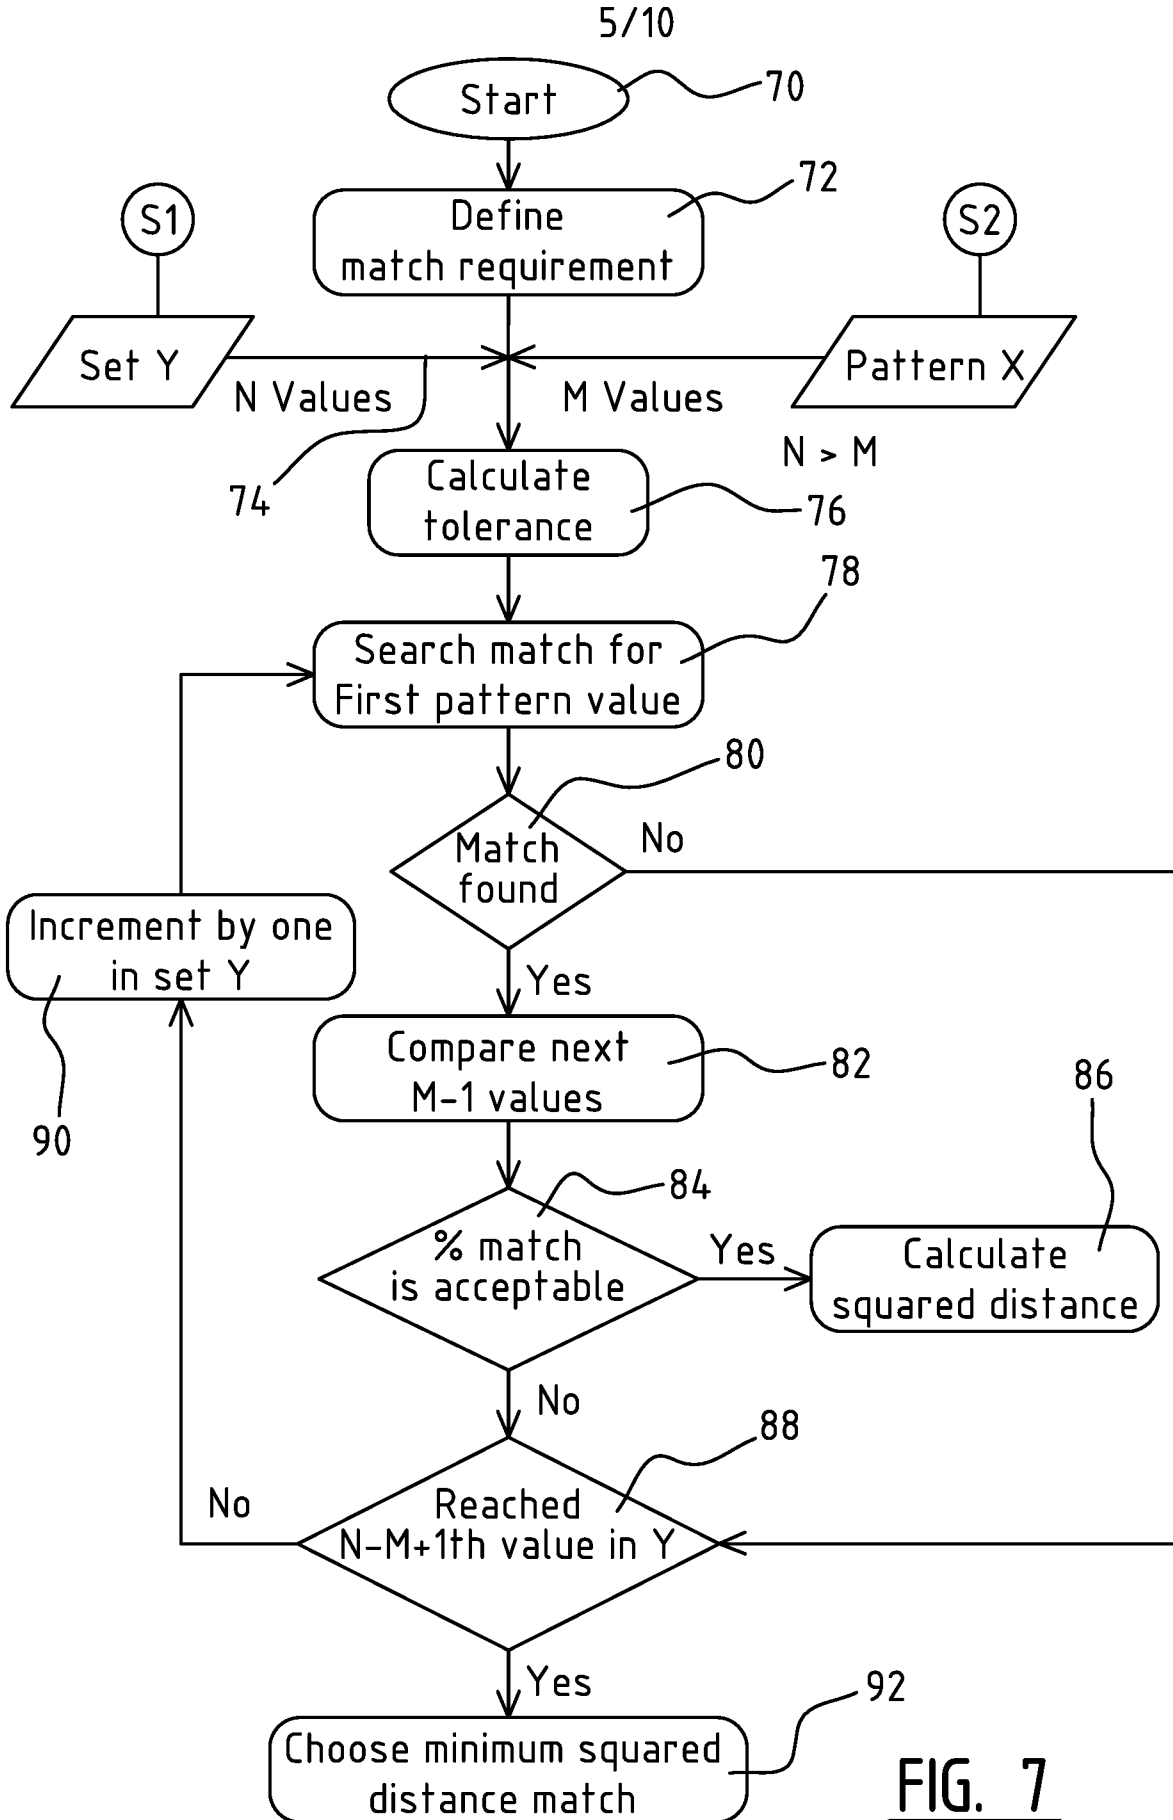 5/10
Start
70
72
S1
S2
Define
match requirement
Set Y
Pattern X
N Values
M Values
N > M
74
Calculate
tolerance
76
78
Search match for
First pattern value
80
Match
found
No
Increment by one
in set Y
Yes
90
Compare next
M-1 values
82
86
84
% match
is acceptable
Yes
Calculate
squared distance
No
88
No
Reached
N-M+1th value in Y
Yes
92
Choose minimum squared
distance match
FIG. 7